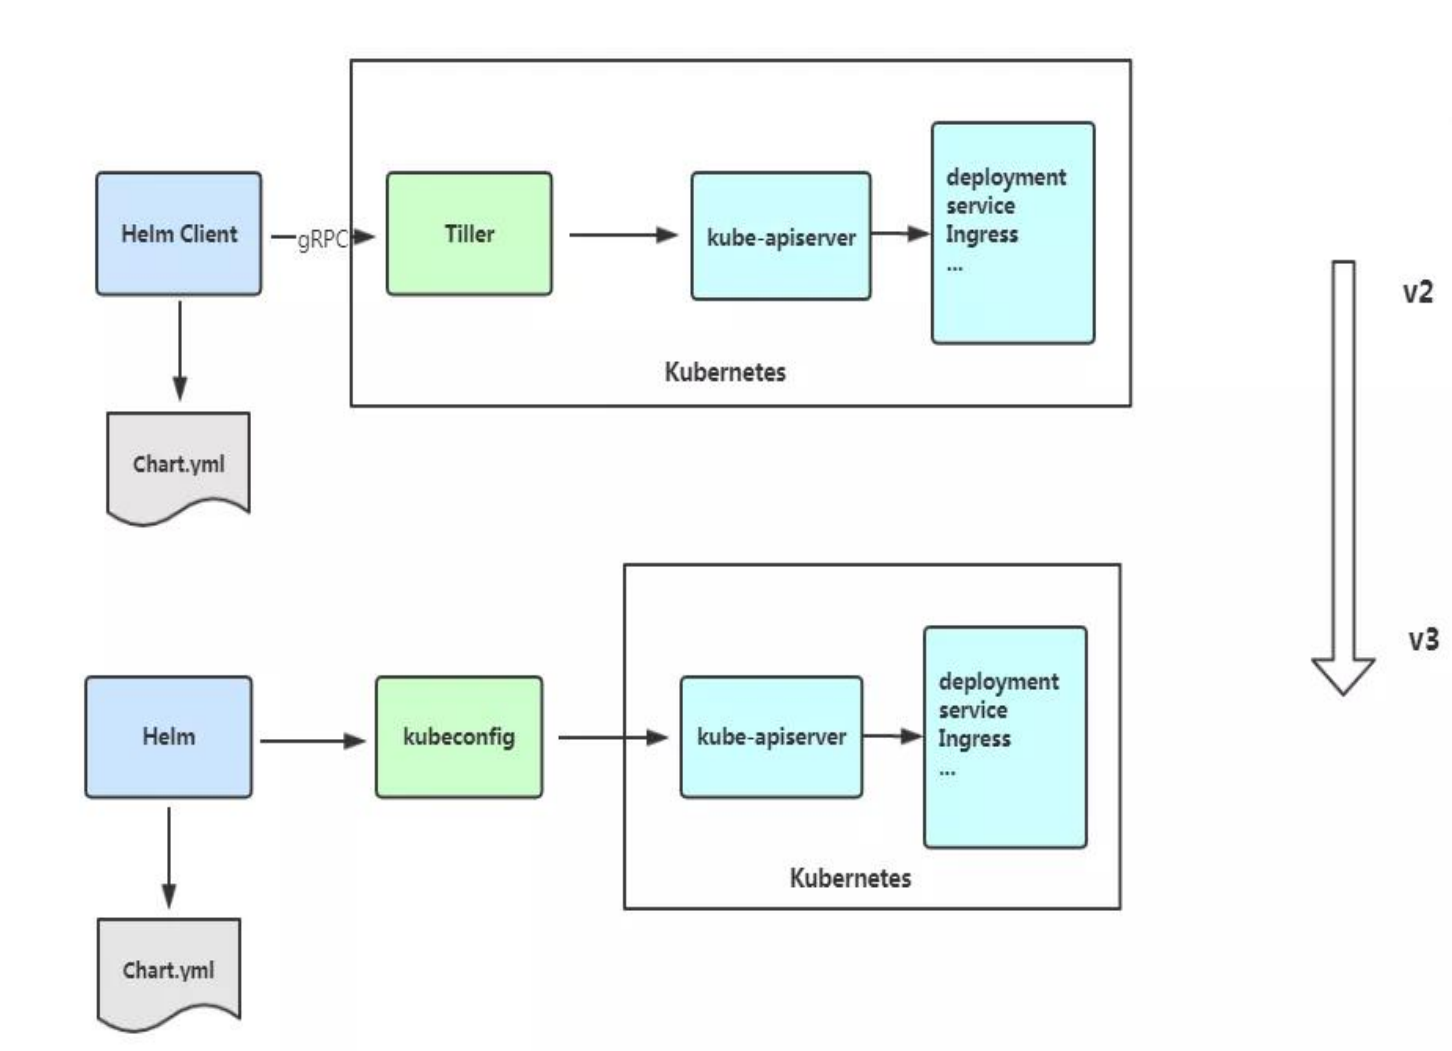 Helm Client
gRPC
Tiller
kube-apiserver
deployment
service
Ingress
...
Kubernetes
Chart.yml
v2
v3
Helm
kubeconfig
kube-apiserver
deployment
service
Ingress
...
Kubernetes
Chart.yml